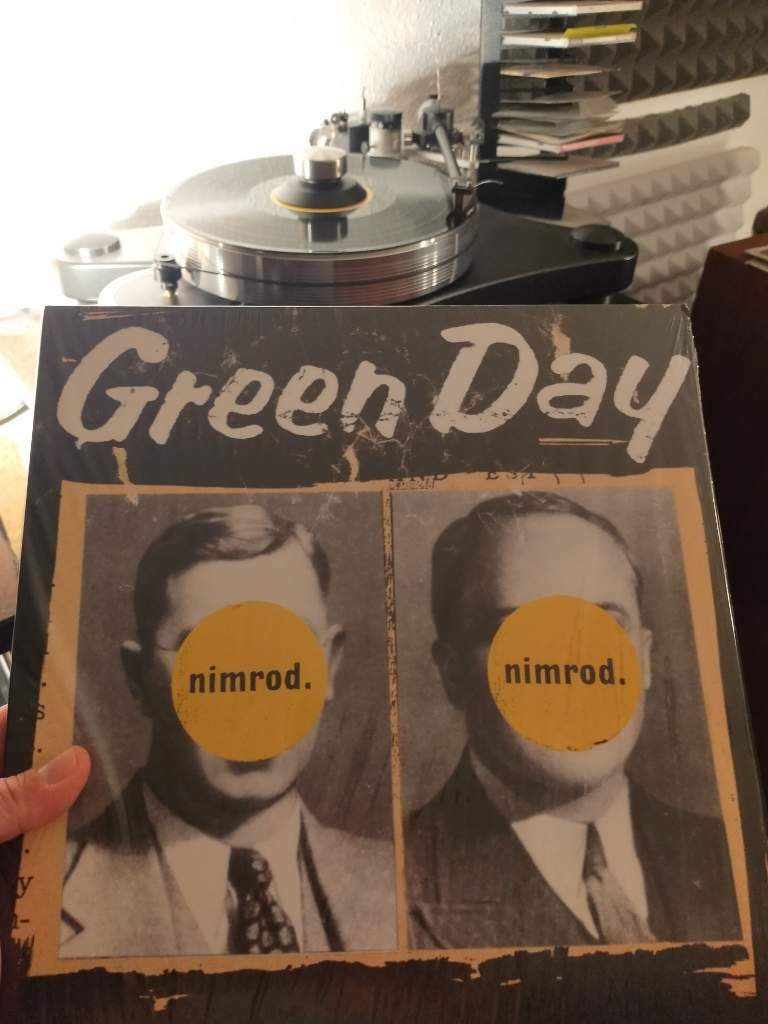 Green Day
nimrod.
nimrod.
s
y